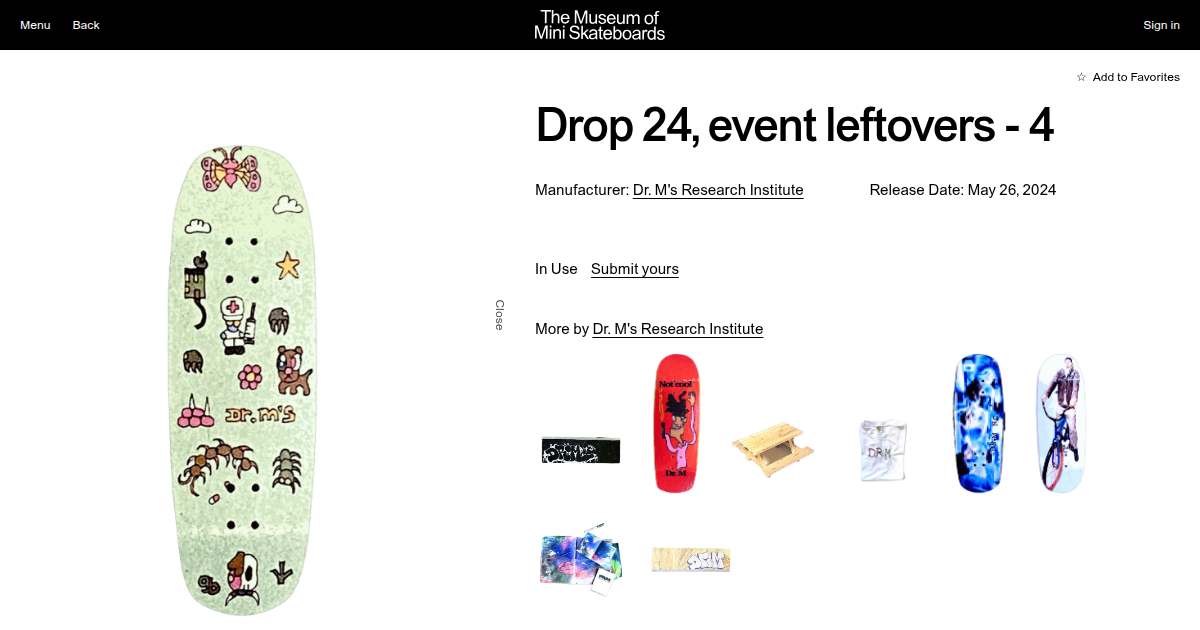 Menu
Back
The Museum of
Mini Skateboards
Sign in
☆ Add to Favorites
Drop 24, event leftovers - 4
Manufacturer: Dr. M's Research Institute
Release Date: May 26, 2024
In Use
Submit yours
Close
More by Dr. M's Research Institute
Dr. M's
Not cool
Dr. M
DR.M